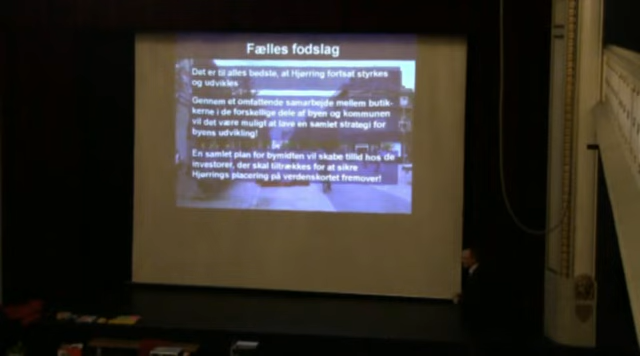 Fælles fodslag
Det er til alles bedste, at Hjørring fortsat styrkes
og udvikles
Gennem et omfattende samarbejde mellem butik-
kerne i de forskellige dele af byen og kommunen
vil det være muligt at lave en samlet strategi for
byens udvikling!
En samlet plan for bymidten vil skabe tillid hos de
investorer, der skal tiltrækkes for at sikre
Hjørrings placering på verdenskortet fremover!